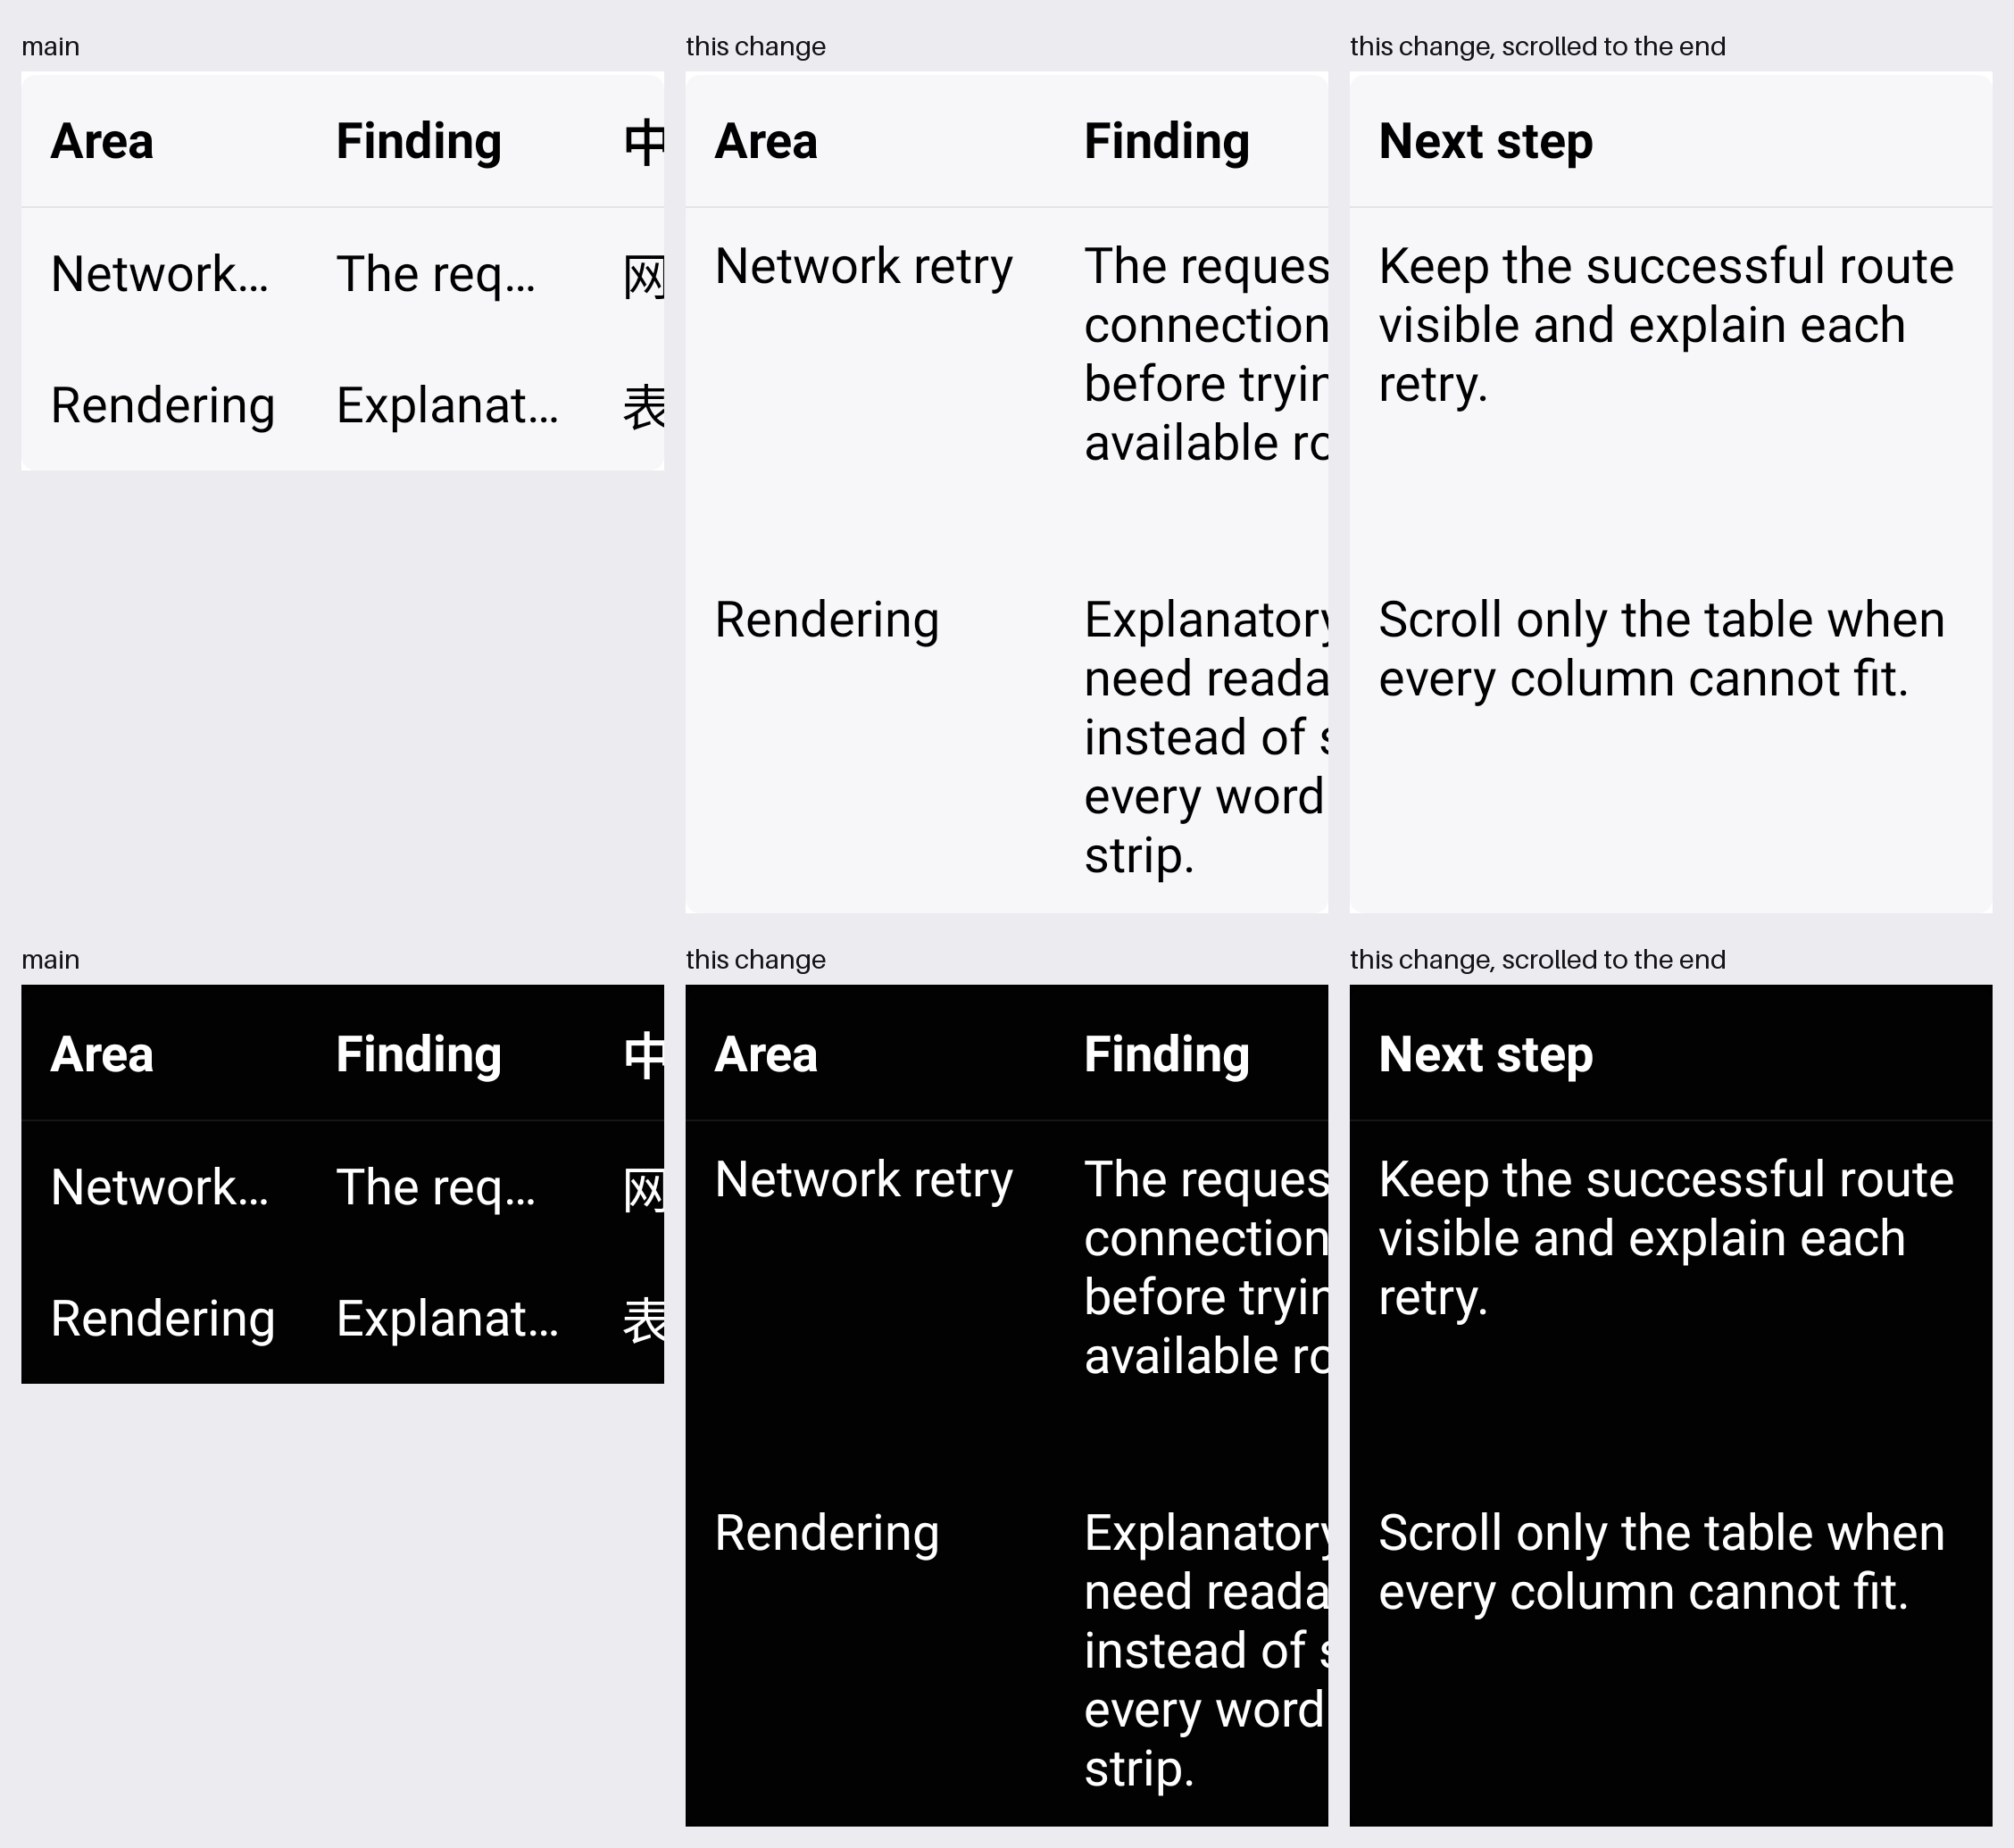 main
this change
this change, scrolled to the end
Area Finding 中
Network... The req... 网
Rendering Explanat... 表
Area Finding
Network retry The reques
connection
before tryin
available ro
Rendering Explanatory
need reada
instead of s
every word
strip.
Next step
Keep the successful route
visible and explain each
retry.
Scroll only the table when
every column cannot fit.
main
this change
this change, scrolled to the end
Area Finding 中
Network... The req... 网
Rendering Explanat... 表
Area Finding
Network retry The reques
connection
before tryin
available ro
Rendering Explanatory
need reada
instead of s
every word
strip.
Next step
Keep the successful route
visible and explain each
retry.
Scroll only the table when
every column cannot fit.